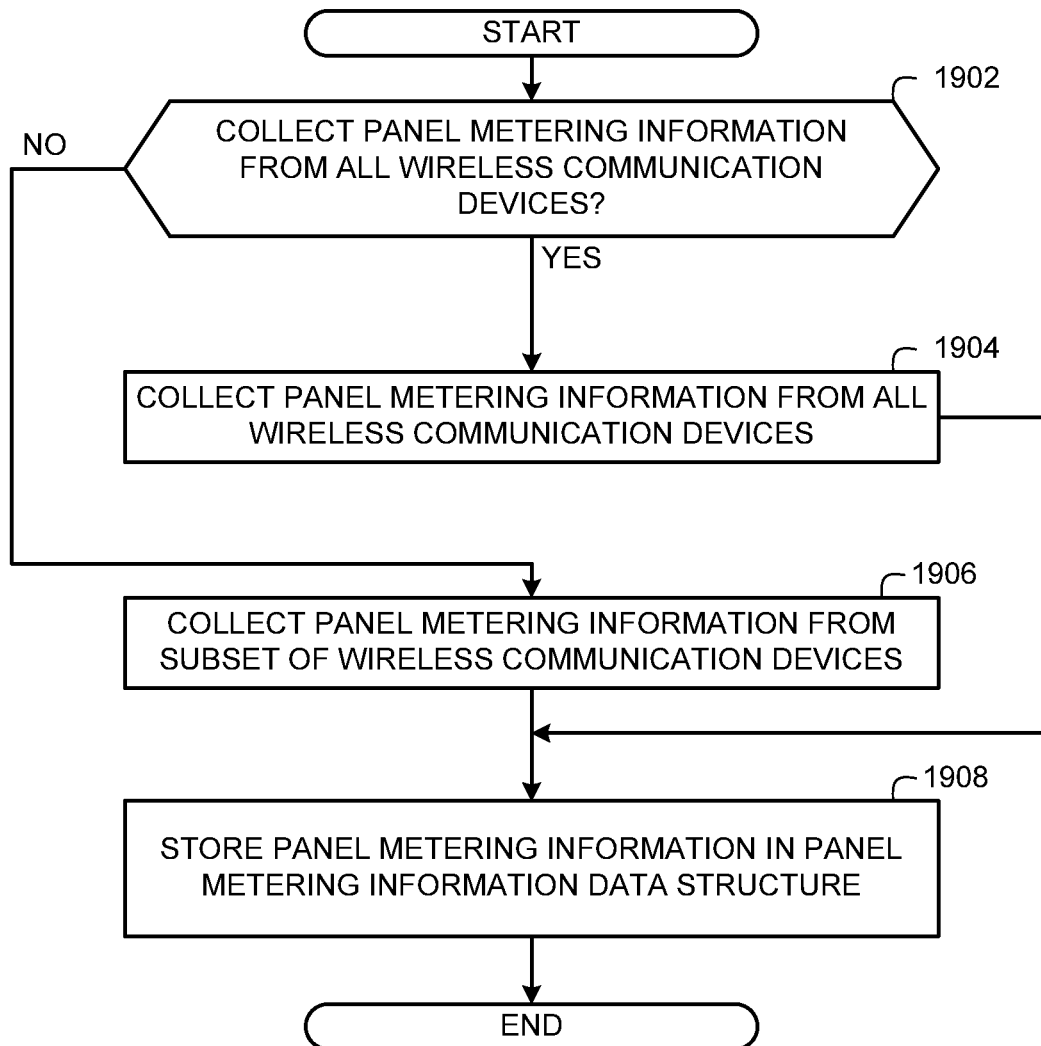 START
1902
COLLECT PANEL METERING INFORMATION
FROM ALL WIRELESS COMMUNICATION
DEVICES?
NO
YES
1904
COLLECT PANEL METERING INFORMATION FROM ALL
WIRELESS COMMUNICATION DEVICES
1906
COLLECT PANEL METERING INFORMATION FROM
SUBSET OF WIRELESS COMMUNICATION DEVICES
1908
STORE PANEL METERING INFORMATION IN PANEL
METERING INFORMATION DATA STRUCTURE
END